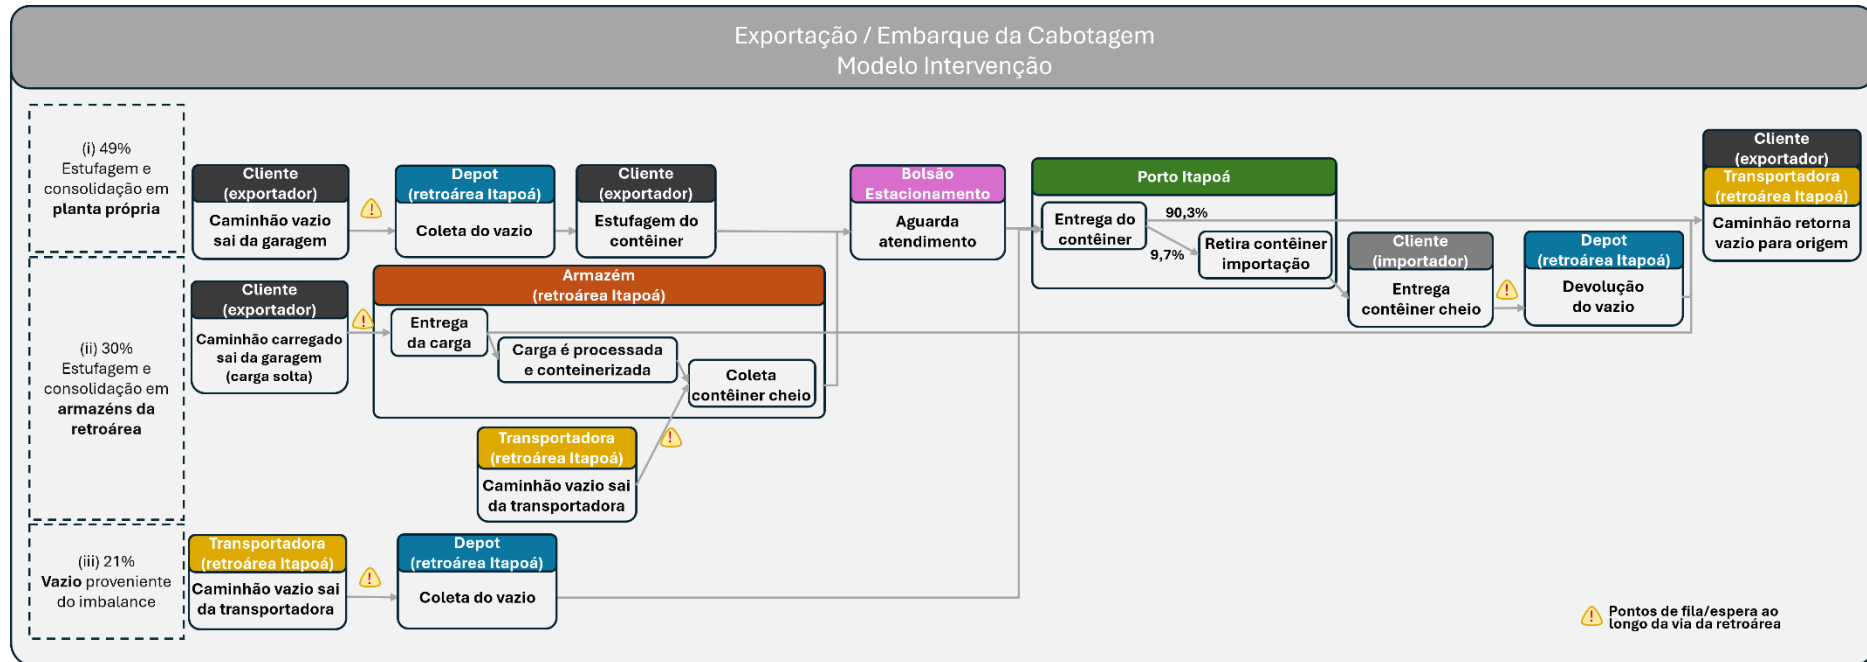 Exportação / Embarque da Cabotagem
Modelo Intervenção
(i) 49%
Estufagem e
consolidação em
planta própria
Cliente
(exportador)
Caminhão vazio
sai da garagem
Depot
(retroárea Itapoá)
Coleta do vazio
Cliente
(exportador)
Estufagem do
contêiner
Bolsão
Estacionamento
Aguarda
atendimento
Porto Itapoá
Entrega do
contêiner
90,3%
9,7%
Retira contêiner
importação
Cliente
(importador)
Entrega
contêiner cheio
Depot
(retroárea Itapoá)
Devolução
do vazio
Cliente
(exportador)
Transportadora
(retroárea Itapoá)
Caminhão retorna
vazio para origem
(ii) 30%
Estufagem e
consolidação em
armazéns da
retroárea
Cliente
(exportador)
Caminhão carregado
sai da garagem
(carga solta)
Armazém
(retroárea Itapoá)
Entrega
da carga
Carga é processada
e conteinerizada
Coleta
contêiner cheio
Transportadora
(retroárea Itapoá)
Caminhão vazio sai
da transportadora
(iii) 21%
Vazio proveniente
do imbalance
Transportadora
(retroárea Itapoá)
Caminhão vazio sai
da transportadora
Depot
(retroárea Itapoá)
Coleta do vazio
Pontos de fila/espera ao
longo da via da retroárea